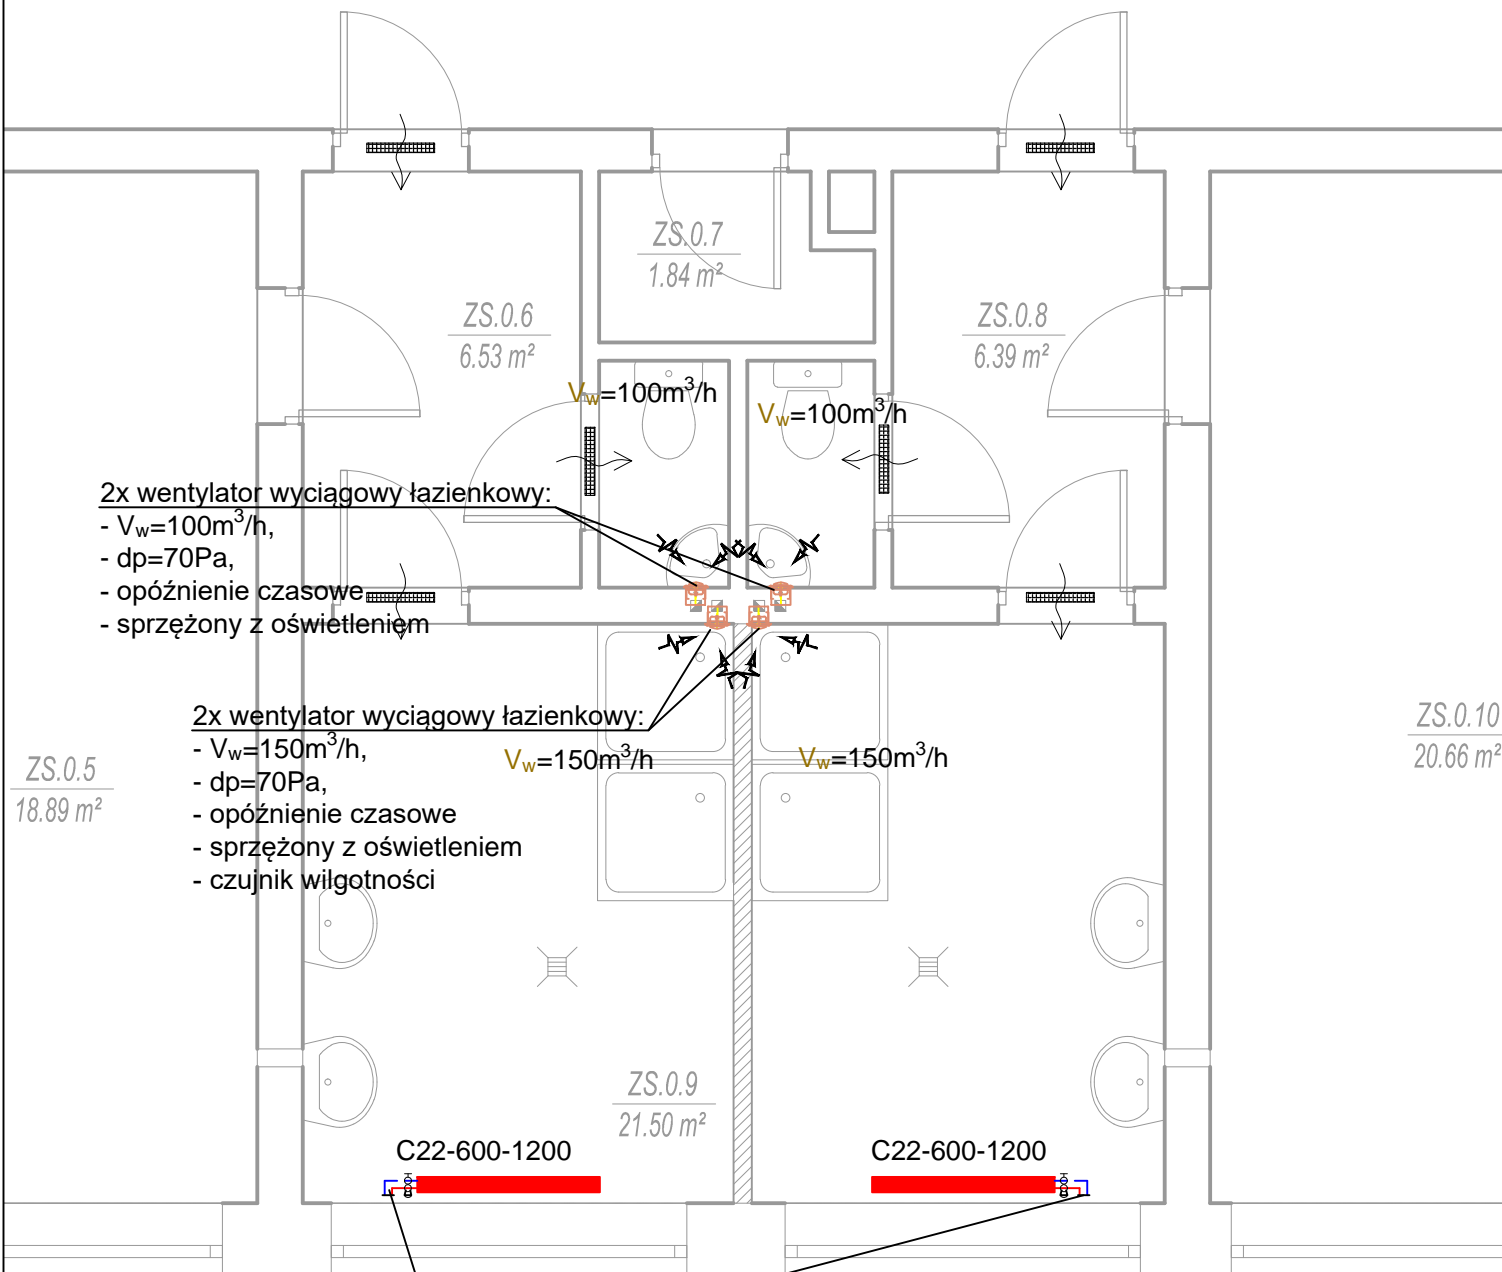 ZS.0.7
1.84 m²
ZS.0.6
6.53 m²
ZS.0.8
6.39 m²
Vw=100m³/h
Vw=100m³/h
2x wentylator wyciągowy łazienkowy:
- Vw=100m³/h,
- dp=70Pa,
- opóźnienie czasowe
- sprzężony z oświetleniem
2x wentylator wyciągowy łazienkowy:
- Vw=150m³/h,
- dp=70Pa,
- opóźnienie czasowe
- sprzężony z oświetleniem
- czujnik wilgotności
Vw=150m³/h
Vw=150m³/h
ZS.0.5
18.89 m²
ZS.0.10
20.66 m²
ZS.0.9
21.50 m²
C22-600-1200
C22-600-1200